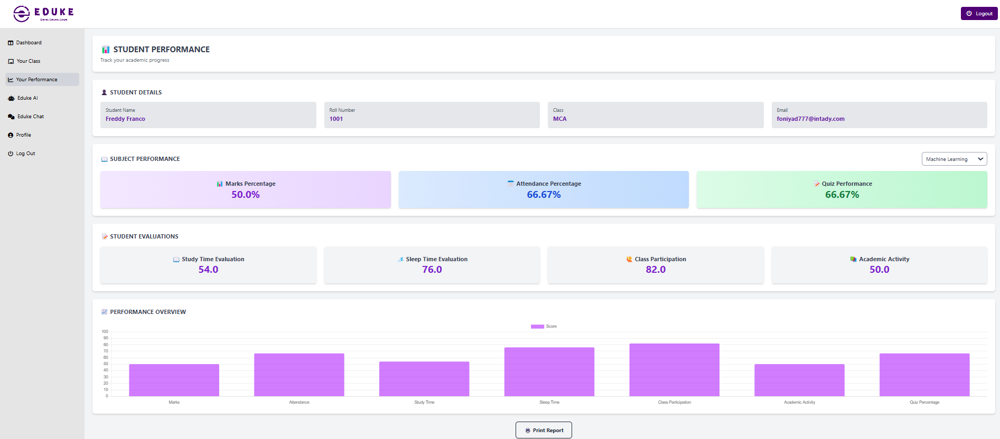 EDUKE
Logout
Dashboard
Your Class
Your Performance
Eduke AI
Eduke Chat
Profile
Log Out
STUDENT PERFORMANCE
Track your academic progress
STUDENT DETAILS
Student Name
Freddy Franco
Roll Number
1001
Class
MCA
Email
foniyad777@intady.com
SUBJECT PERFORMANCE
Machine Learning
Marks Percentage
50.0%
Attendance Percentage
66.67%
Quiz Performance
66.67%
STUDENT EVALUATIONS
Study Time Evaluation
54.0
Sleep Time Evaluation
76.0
Class Participation
82.0
Academic Activity
50.0
PERFORMANCE OVERVIEW
Score
100
90
80
70
60
50
40
30
20
10
0
Marks
Attendance
Study Time
Sleep Time
Class Participation
Academic Activity
Quiz Percentage
Print Report